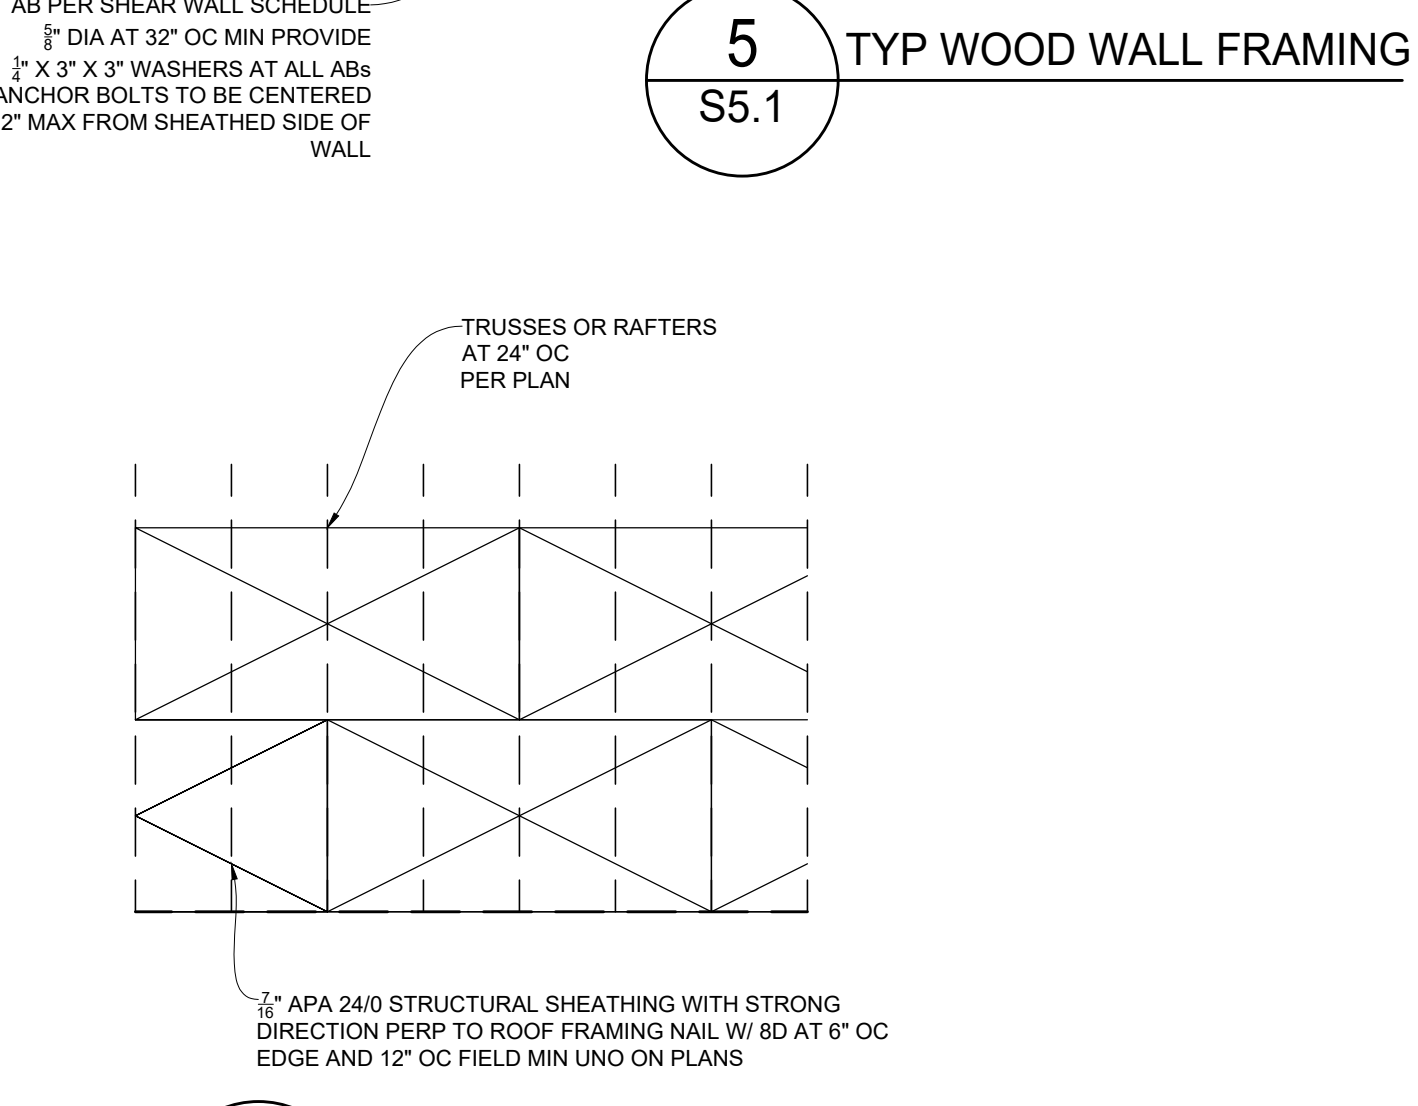 AB PER SHEAR WALL SCHEDULE
5/8" DIA AT 32" OC MIN PROVIDE
1/4" X 3" X 3" WASHERS AT ALL ABs
ANCHOR BOLTS TO BE CENTERED
2" MAX FROM SHEATHED SIDE OF
WALL
5
S5.1
TYP WOOD WALL FRAMING
TRUSSES OR RAFTERS
AT 24" OC
PER PLAN
7/16" APA 24/0 STRUCTURAL SHEATHING WITH STRONG
DIRECTION PERP TO ROOF FRAMING NAIL W/ 8D AT 6" OC
EDGE AND 12" OC FIELD MIN UNO ON PLANS